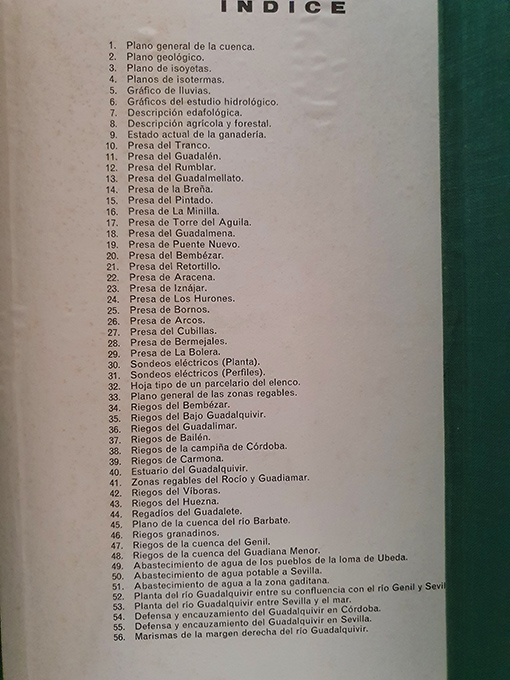 INDICE
1. Plano general de la cuenca.
2. Plano geológico.
3. Plano de isoyetas.
4. Planos de isotermas.
5. Gráfico de lluvias.
6. Gráficos del estudio hidrológico.
7. Descripción edafológica.
8. Descripción agrícola y forestal.
9. Estado actual de la ganadería.
10. Presa del Tranco.
11. Presa del Guadalén.
12. Presa del Rumblar.
13. Presa del Guadalmellato.
14. Presa de la Breña.
15. Presa del Pintado.
16. Presa de La Minilla.
17. Presa de Torre del Aguila.
18. Presa del Guadalmena.
19. Presa de Puente Nuevo.
20. Presa del Bembézar.
21. Presa del Retortillo.
22. Presa de Aracena.
23. Presa de Iznájar.
24. Presa de Los Hurones.
25. Presa de Bornos.
26. Presa de Arcos.
27. Presa del Cubillas.
28. Presa de Bermejales.
29. Presa de La Bolera.
30. Sondeos eléctricos (Planta).
31. Sondeos eléctricos (Perfiles).
32. Hoja tipo de un parcelario del elenco.
33. Plano general de las zonas regables.
34. Riegos del Bembézar.
35. Riegos del Bajo Guadalquivir.
36. Riegos del Guadalimar.
37. Riegos de Bailén.
38. Riegos de la campiña de Córdoba.
39. Riegos de Carmona.
40. Estuario del Guadalquivir.
41. Zonas regables del Rocío y Guadiamar.
42. Riegos del Víboras.
43. Riegos del Huezna.
44. Regadíos del Guadalete.
45. Plano de la cuenca del río Barbate.
46. Riegos granadinos.
47. Riegos de la cuenca del Genil.
48. Riegos de la cuenca del Guadiana Menor.
49. Abastecimiento de agua de los pueblos de la loma de Ubeda.
50. Abastecimiento de agua potable a Sevilla.
51. Abastecimiento de agua a la zona gaditana.
52. Planta del río Guadalquivir entre su confluencia con el río Genil y Sevil
53. Planta del río Guadalquivir entre Sevilla y el mar.
54. Defensa y encauzamiento del Guadalquivir en Córdoba.
55. Defensa y encauzamiento del Guadalquivir en Sevilla.
56. Marismas de la margen derecha del río Guadalquivir.